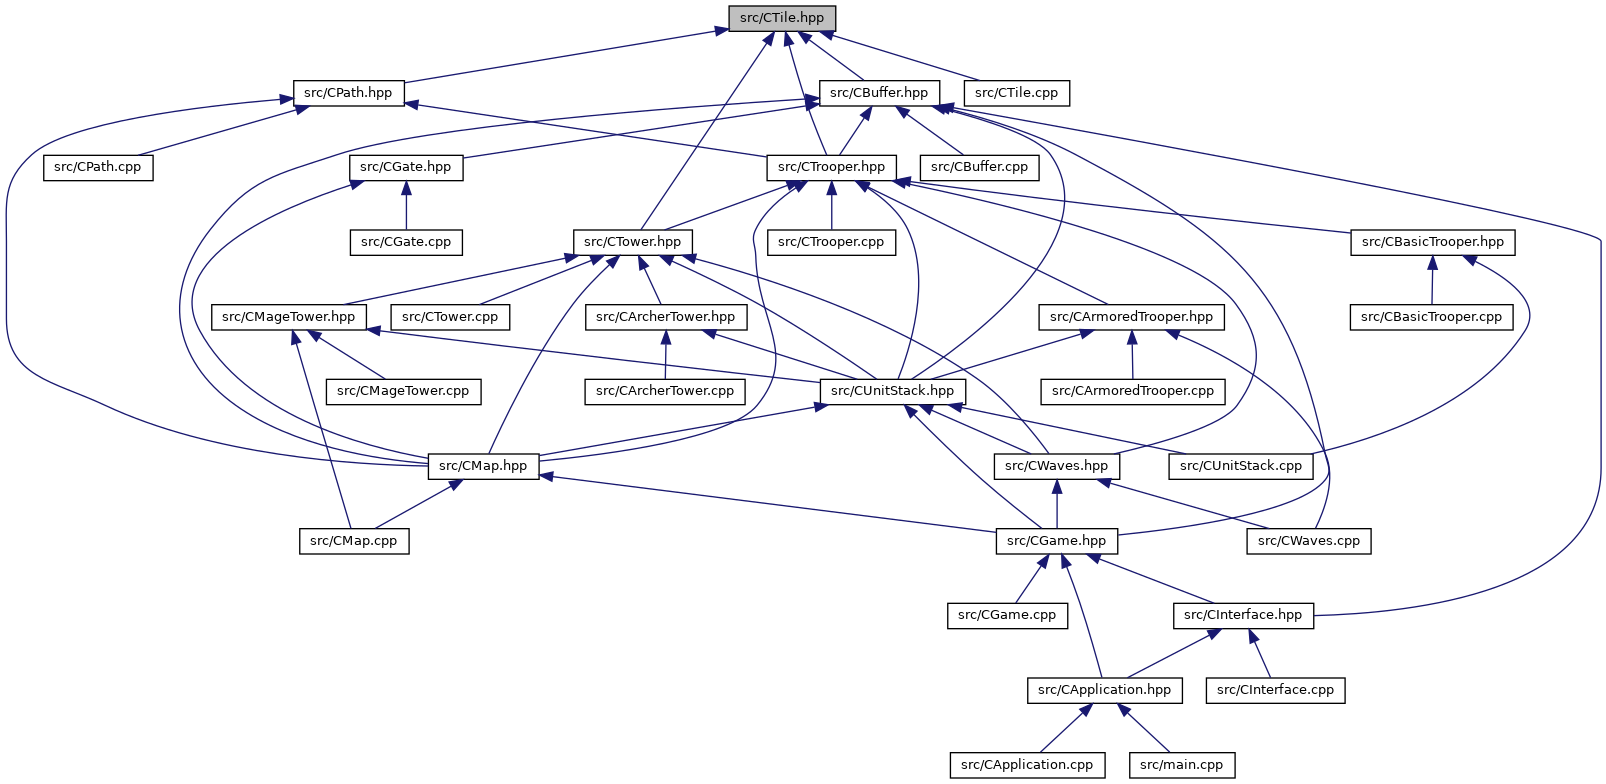 src/CTile.hpp
src/CPath.hpp
src/CBuffer.hpp
src/CTile.cpp
src/CPath.cpp
src/CGate.hpp
src/CTrooper.hpp
src/CBuffer.cpp
src/CGate.cpp
src/CTower.hpp
src/CTrooper.cpp
src/CBasicTrooper.hpp
src/CMageTower.hpp
src/CTower.cpp
src/CArcherTower.hpp
src/CArmoredTrooper.hpp
src/CBasicTrooper.cpp
src/CMageTower.cpp
src/CArcherTower.cpp
src/CUnitStack.hpp
src/CArmoredTrooper.cpp
src/CMap.hpp
src/CWaves.hpp
src/CUnitStack.cpp
src/CMap.cpp
src/CGame.hpp
src/CWaves.cpp
src/CGame.cpp
src/CInterface.hpp
src/CApplication.hpp
src/CInterface.cpp
src/CApplication.cpp
src/main.cpp